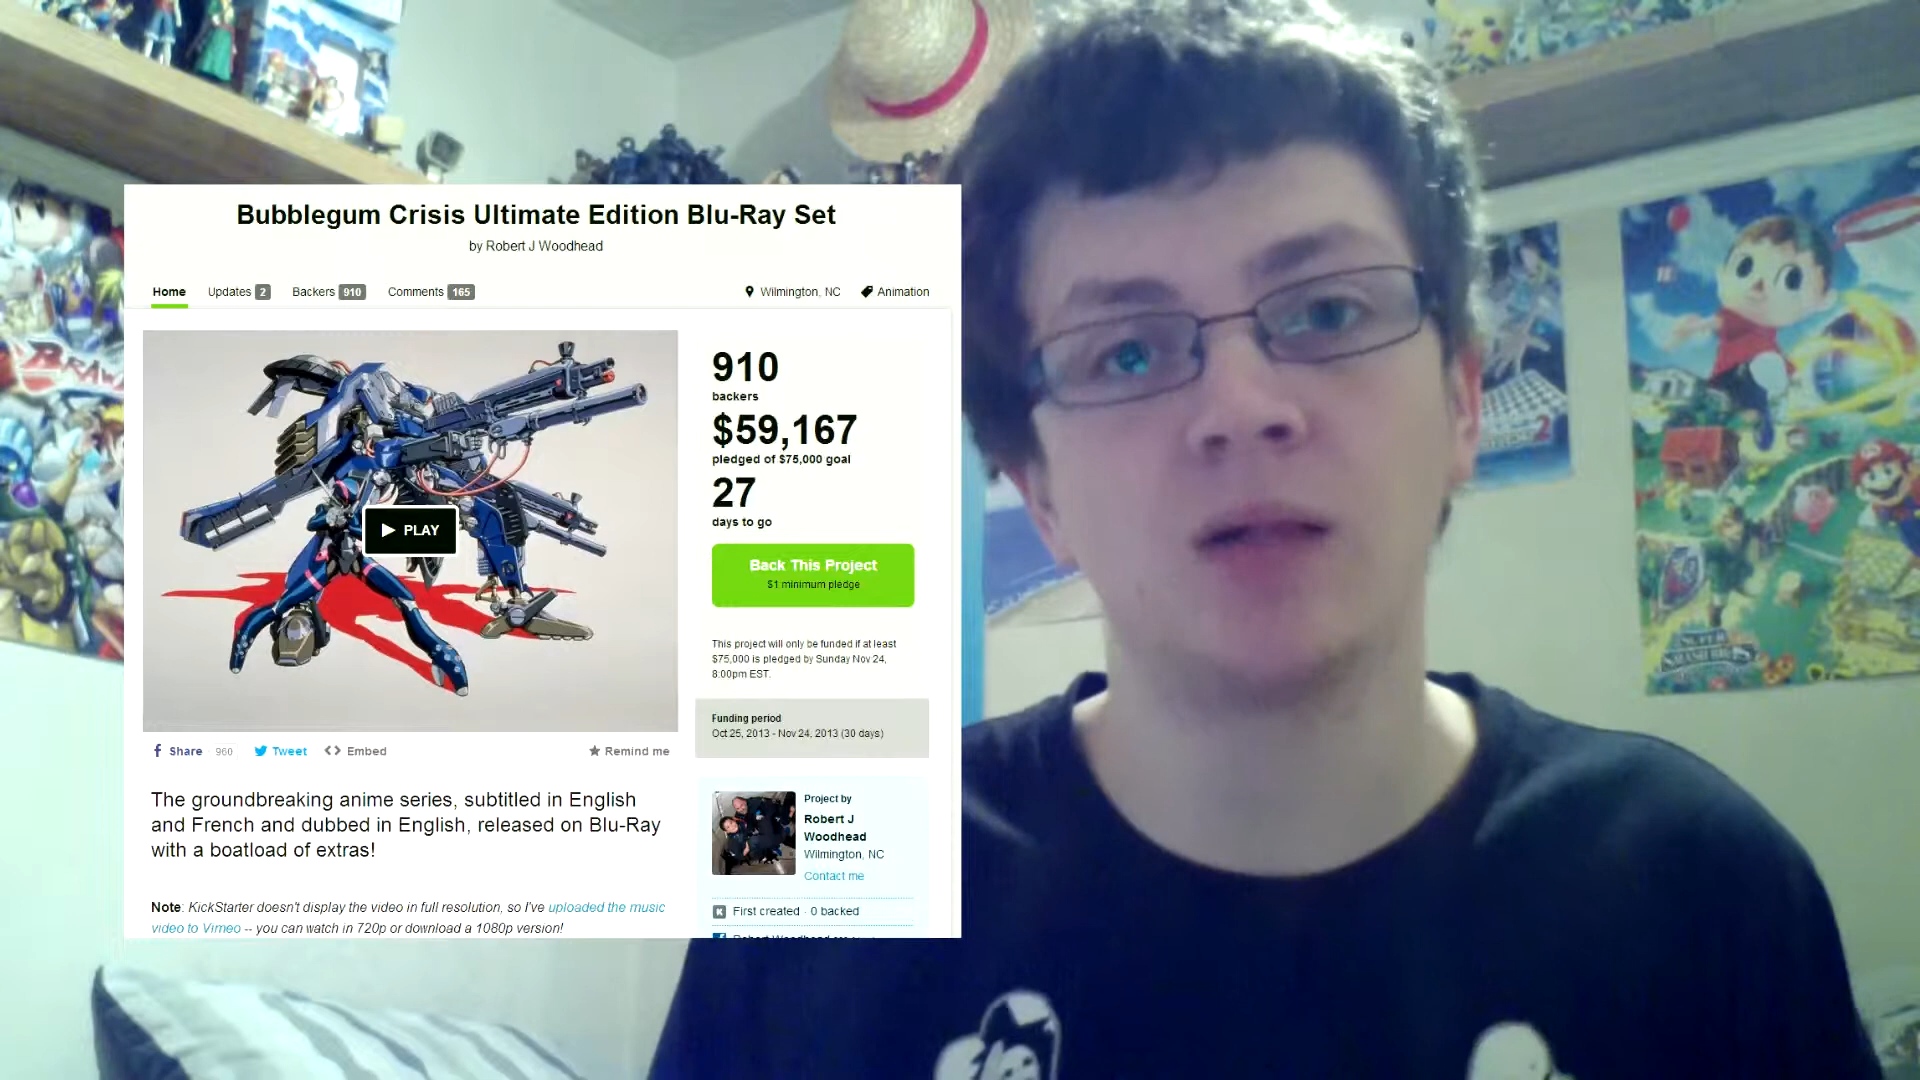 Bubblegum Crisis Ultimate Edition Blu-Ray Set
by Robert J Woodhead
Home Updates 2 Backers 910 Comments 165 Wilmington, NC Animation
PLAY
910
backers
$59,167
pledged of $75,000 goal
27
days to go
Back This Project
$1 minimum pledge
This project will only be funded if at least
$75,000 is pledged by Sunday Nov 24,
8:00pm EST.
Funding period
Oct 25, 2013 - Nov 24, 2013 (30 days)
Share 960 Tweet Embed Remind me
The groundbreaking anime series, subtitled in English
and French and dubbed in English, released on Blu-Ray
with a boatload of extras!
Note: KickStarter doesn't display the video in full resolution, so I've uploaded the music
video to Vimeo -- you can watch in 720p or download a 1080p version!
Project by
Robert J
Woodhead
Wilmington, NC
Contact me
First created · 0 backed
SUPER
SMASH BROS
2